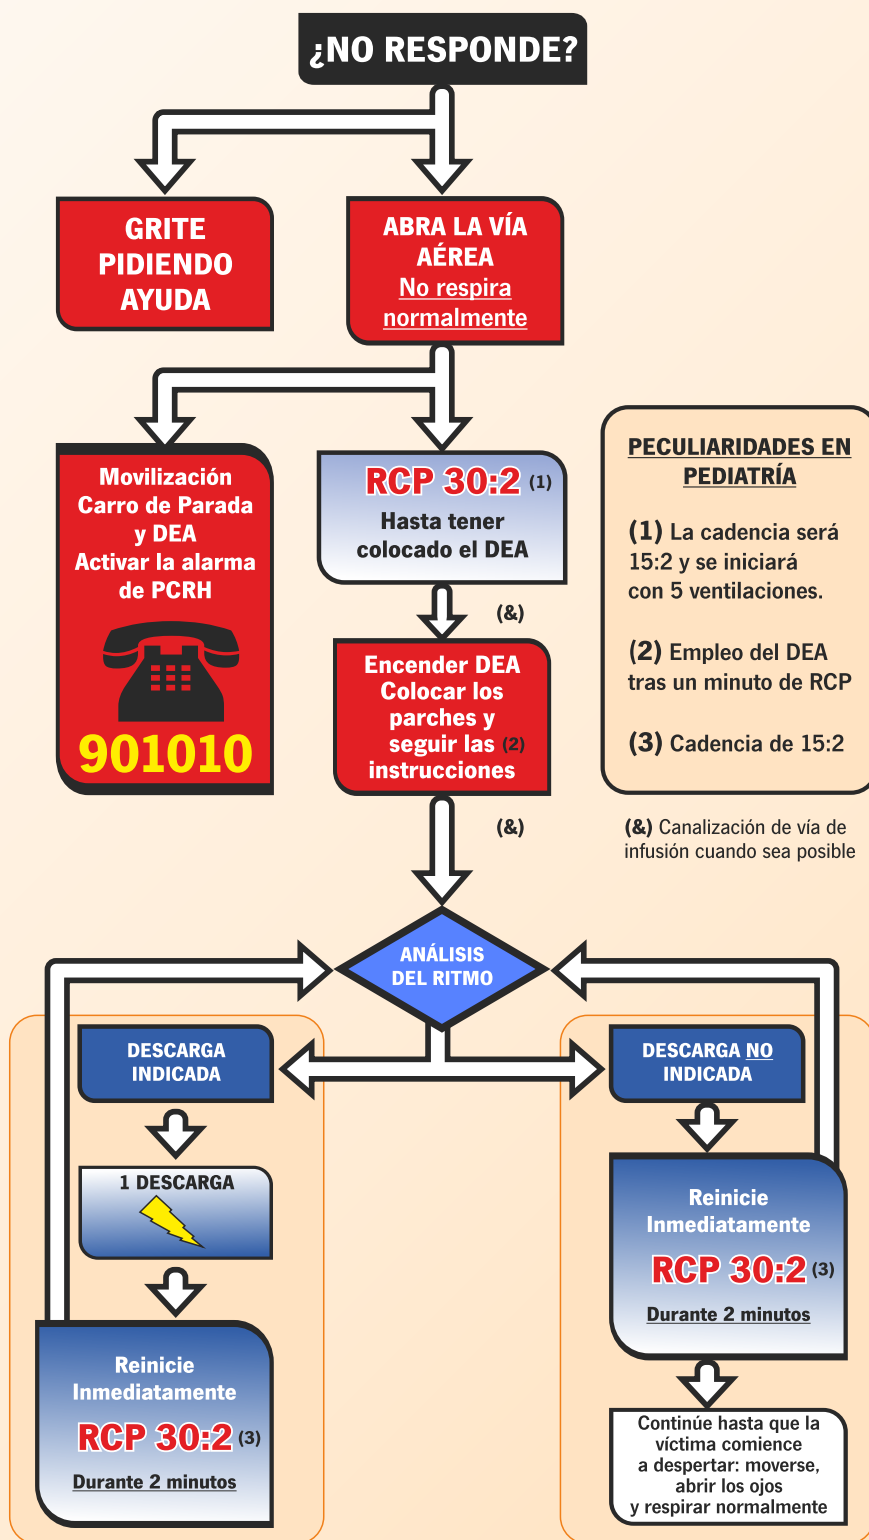 ¿NO RESPONDE?
GRITE
PIDIENDO
AYUDA
ABRA LA VÍA
AÉREA
No respira
normalmente
Movilización
Carro de Parada
y DEA
Activar la alarma
de PCRH
901010
RCP 30:2 (1)
Hasta tener
colocado el DEA
(&)
Encender DEA
Colocar los
parches y
seguir las (2)
instrucciones
(&)
PECULIARIDADES EN
PEDIATRÍA
(1) La cadencia será
15:2 y se iniciará
con 5 ventilaciones.
(2) Empleo del DEA
tras un minuto de RCP
(3) Cadencia de 15:2
(&) Canalización de vía de
infusión cuando sea posible
ANÁLISIS
DEL RITMO
DESCARGA
INDICADA
1 DESCARGA
Reinicie
Inmediatamente
RCP 30:2 (3)
Durante 2 minutos
DESCARGA NO
INDICADA
Reinicie
Inmediatamente
RCP 30:2 (3)
Durante 2 minutos
Continúe hasta que la
víctima comience
a despertar: moverse,
abrir los ojos
y respirar normalmente